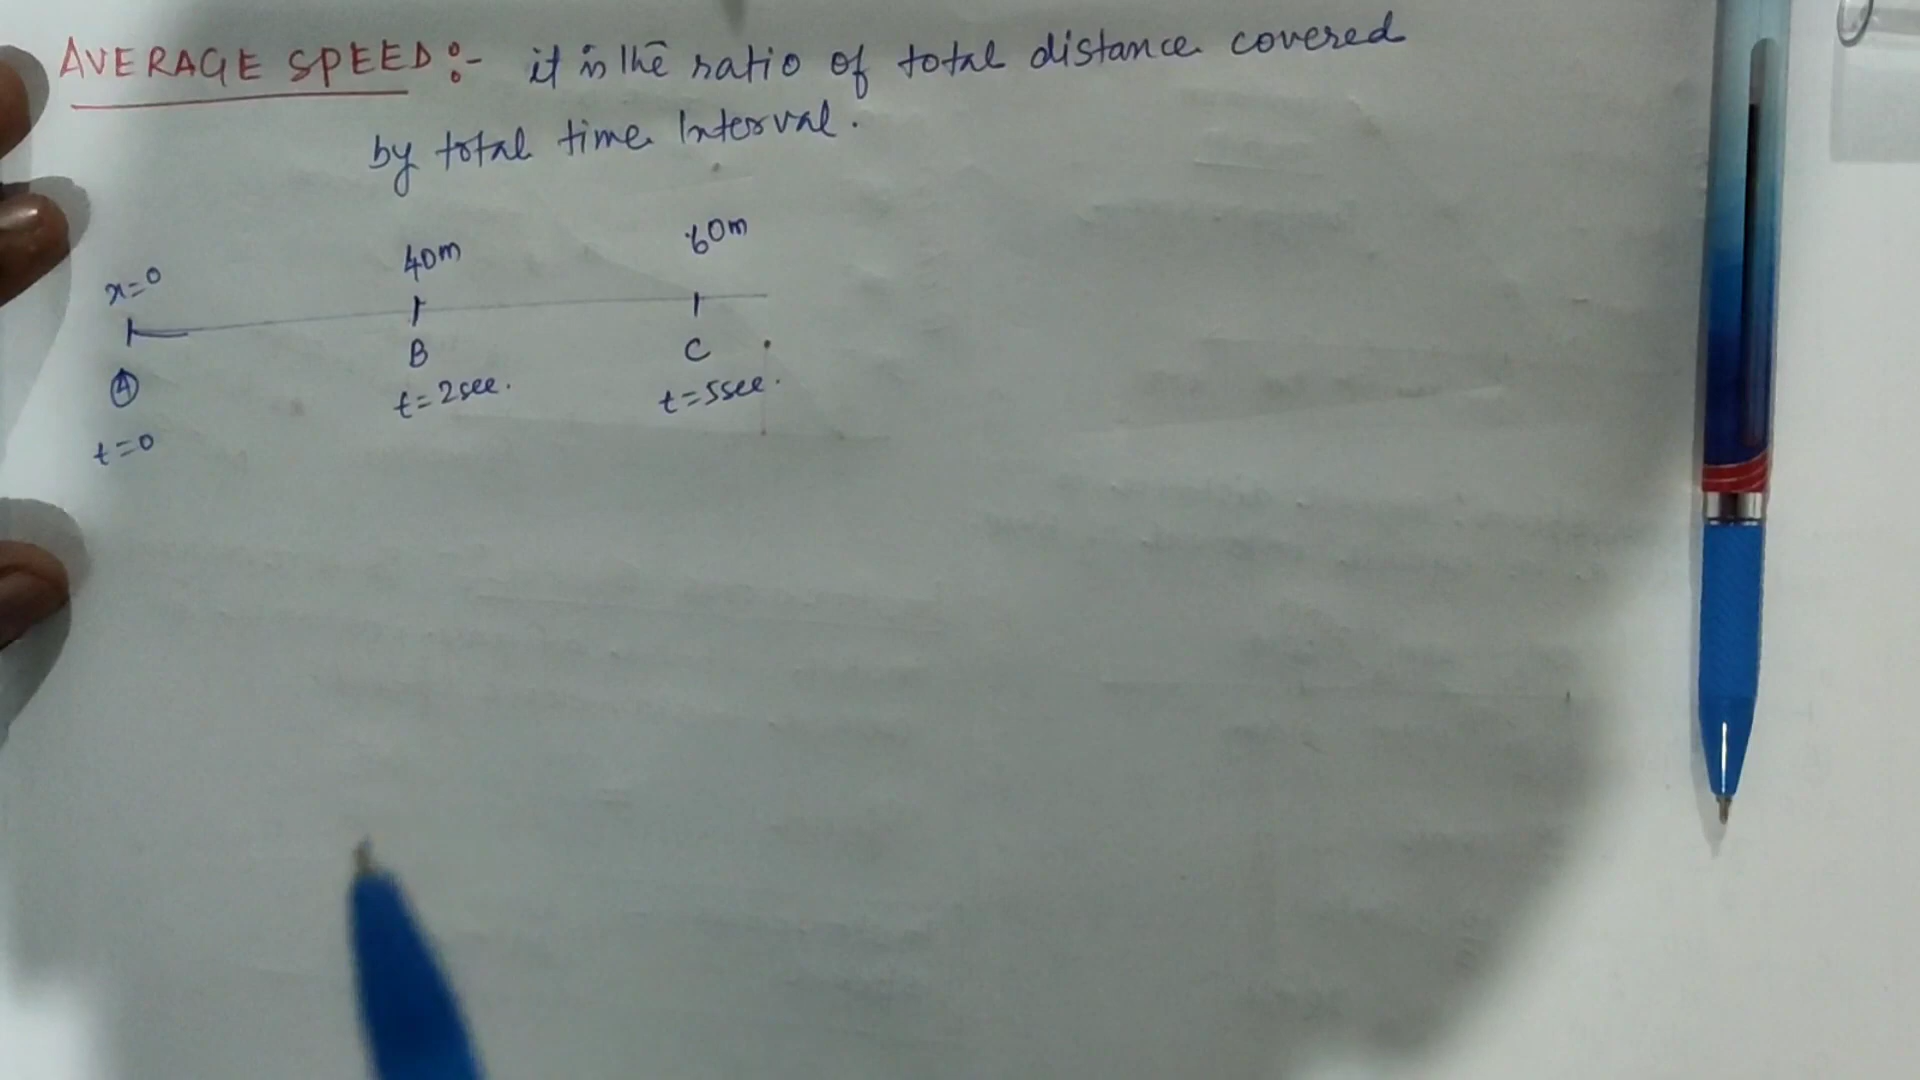 AVERAGE SPEED:- it is the ratio of total distance covered
by total time Interval.
x=0 40m 60m
A B C
t=0 t=2sec. t=5sec.